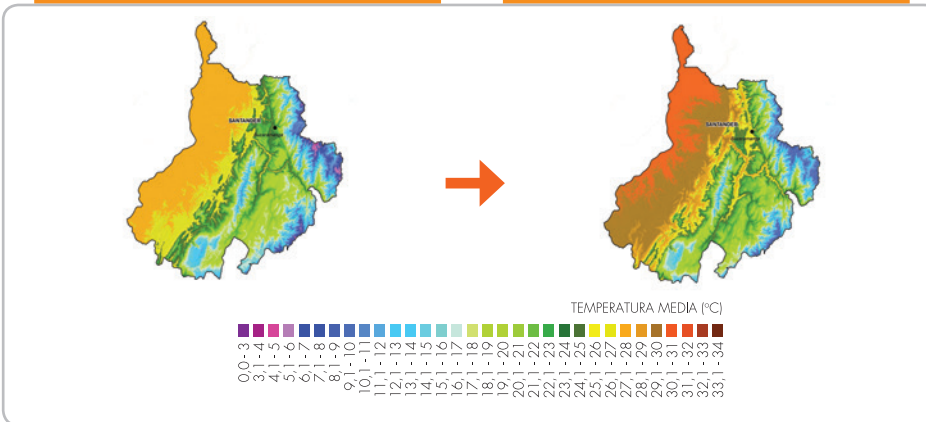 SANTANDER
SANTANDER
TEMPERATURA MEDIA (ºC)
0,0 - 3
3,1 - 4
4,1 - 5
5,1 - 6
6,1 - 7
7,1 - 8
8,1 - 9
9,1 - 10
10,1 - 11
11,1 - 12
12,1 - 13
13,1 - 14
14,1 - 15
15,1 - 16
16,1 - 17
17,1 - 18
18,1 - 19
19,1 - 20
20,1 - 21
21,1 - 22
22,1 - 23
23,1 - 24
24,1 - 25
25,1 - 26
26,1 - 27
27,1 - 28
28,1 - 29
29,1 - 30
30,1 - 31
31,1 - 32
32,1 - 33
33,1 - 34